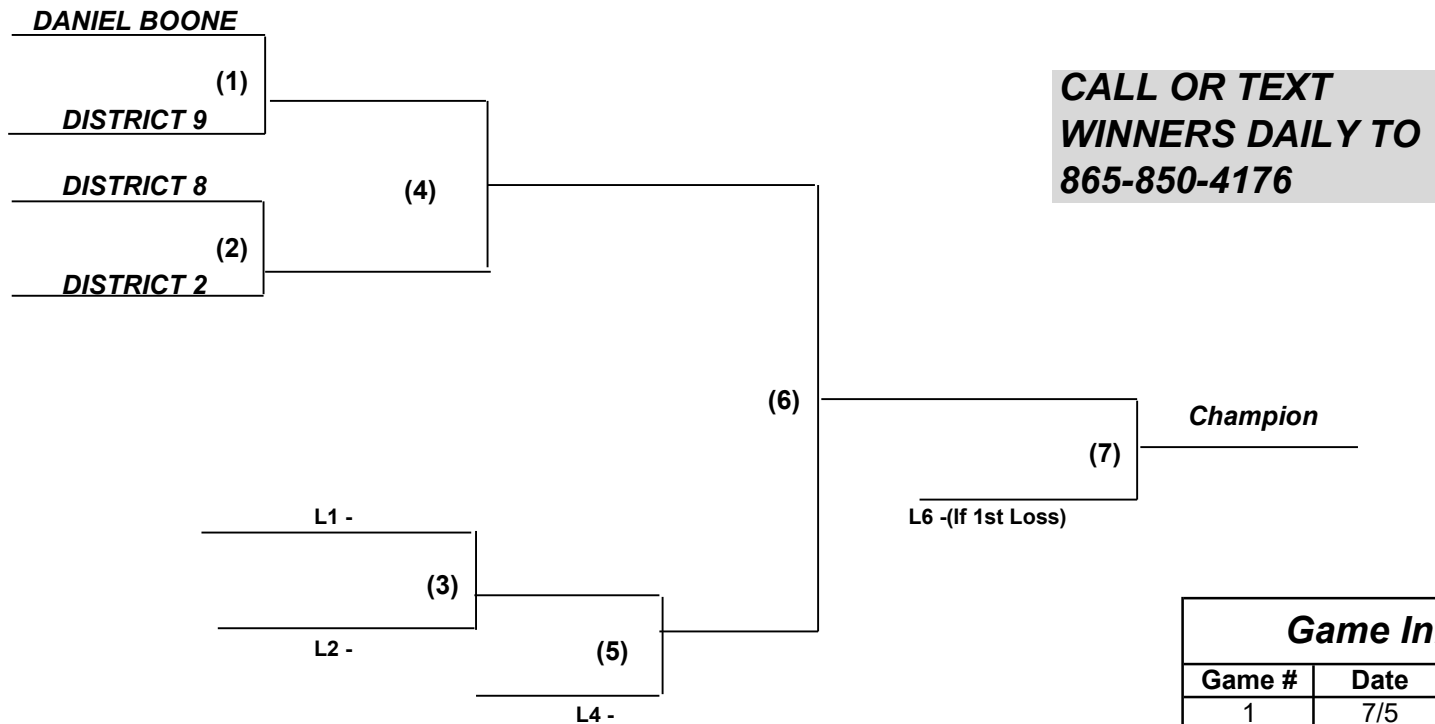 DANIEL BOONE
(1)
DISTRICT 9
DISTRICT 8
(2)
DISTRICT 2
(4)
CALL OR TEXT
WINNERS DAILY TO
865-850-4176
(6)
Champion
(7)
L6 -(If 1st Loss)
L1 -
(3)
L2 -
(5)
L4 -
Game In
Game # Date
1 7/5